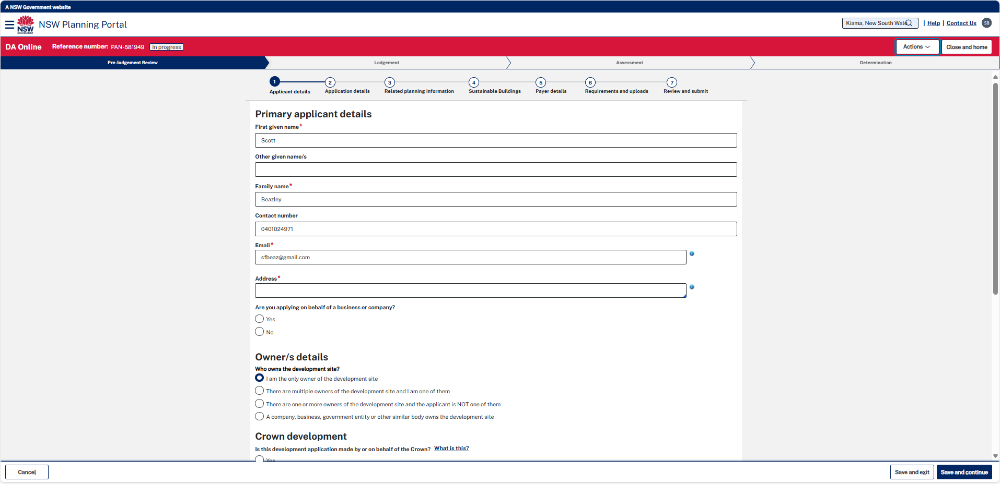 A NSW Government website
NSW
GOVERNMENT
NSW Planning Portal
Kiama, New South Wale
| Help | Contact Us
SB
DA Online
Reference number: PAN-581949
In progress
Actions
Close and home
Pre-lodgement Review
Lodgement
Assessment
Determination
1
2
3
4
5
6
7
Applicant details
Application details
Related planning information
Sustainable Buildings
Payer details
Requirements and uploads
Review and submit
Primary applicant details
First given name*
Scott
Other given name/s
Family name*
Beazley
Contact number
0401024971
Email*
sfbeaz@gmail.com
Address*
Are you applying on behalf of a business or company?
Yes
No
Owner/s details
Who owns the development site?
I am the only owner of the development site
There are multiple owners of the development site and I am one of them
There are one or more owners of the development site and the applicant is NOT one of them
A company, business, government entity or other similar body owns the development site
Crown development
Is this development application made by or on behalf of the Crown? What is this?
Yes
Cancel
Save and exit
Save and continue